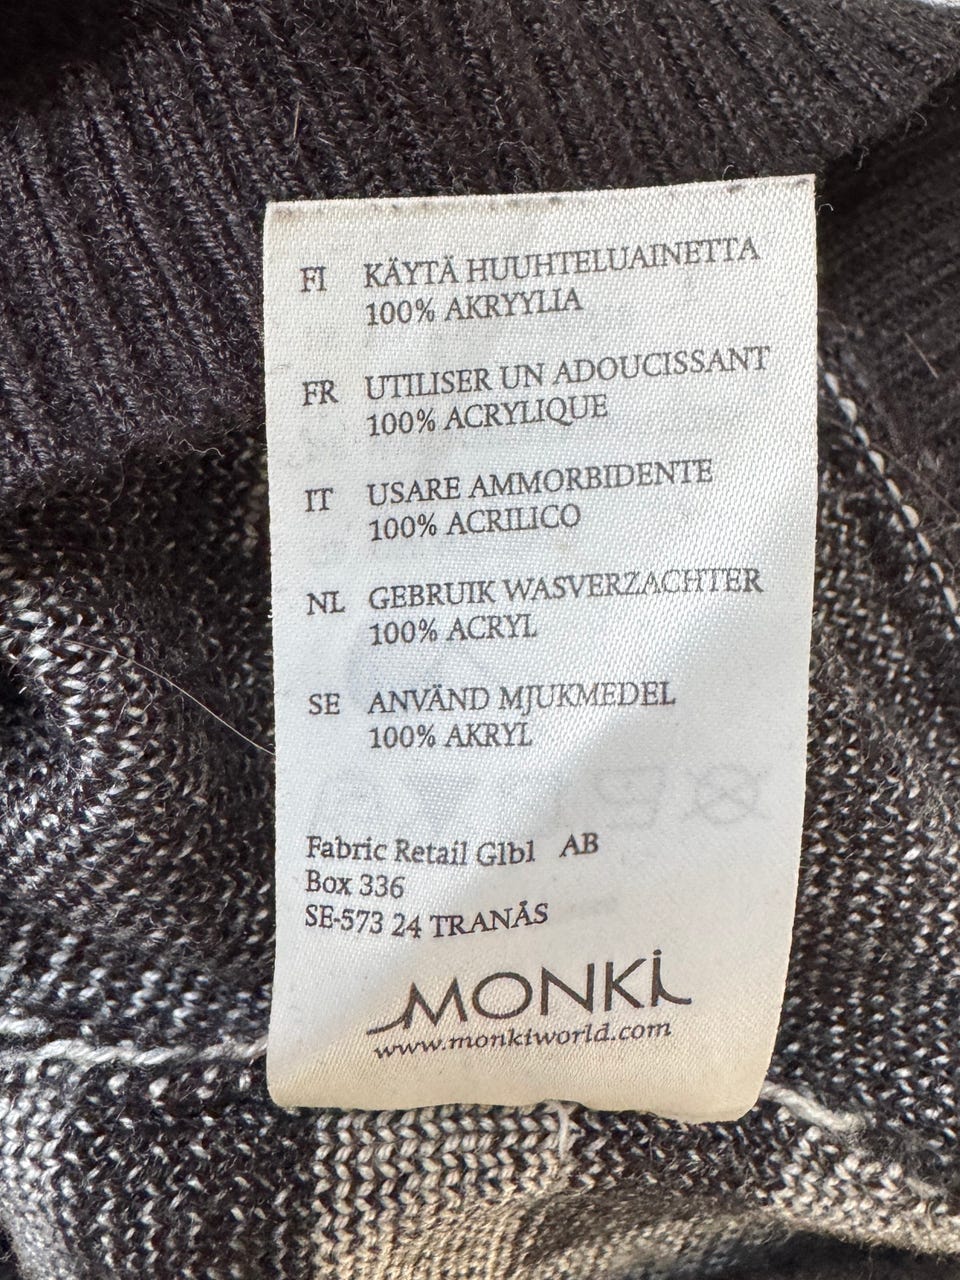 FI KÄYTÄ HUUHTELUAINETTA
100% AKRYYLIA
FR UTILISER UN ADOUCISSANT
100% ACRYLIQUE
IT USARE AMMORBIDENTE
100% ACRILICO
NL GEBRUIK WASVERZACHTER
100% ACRYL
SE ANVÄND MJUKMEDEL
100% AKRYL
Fabric Retail Glbl AB
Box 336
SE-573 24 TRANÅS
MONKi
www.monkiworld.com